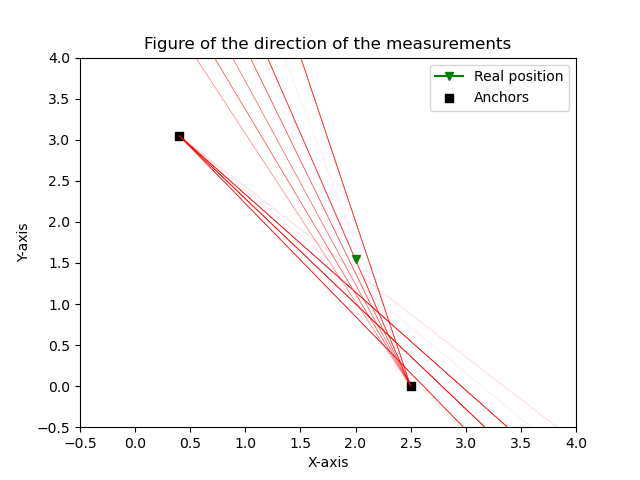 Figure of the direction of the measurements
4.0
3.5
3.0
2.5
2.0
1.5
1.0
0.5
0.0
−0.5
Y-axis
Real position
Anchors
−0.5 0.0 0.5 1.0 1.5 2.0 2.5 3.0 3.5 4.0
X-axis